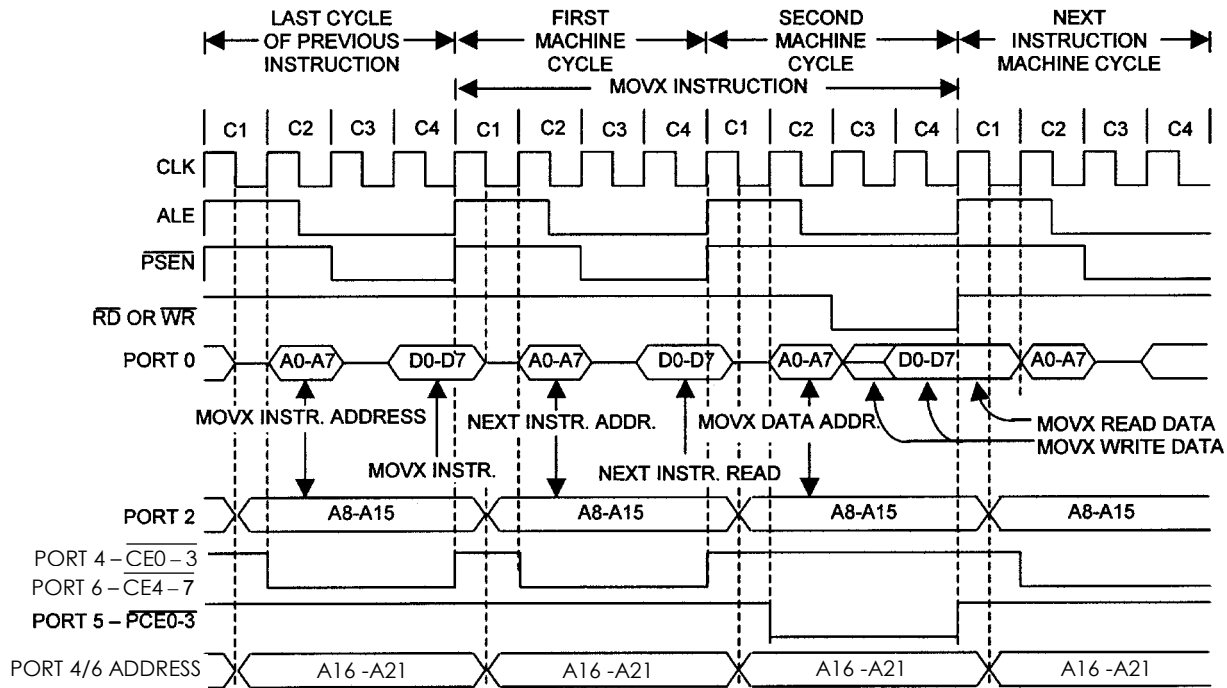 LAST CYCLE OF PREVIOUS INSTRUCTION
FIRST MACHINE CYCLE
SECOND MACHINE CYCLE
NEXT INSTRUCTION MACHINE CYCLE
MOVX INSTRUCTION
C1 C2 C3 C4 C1 C2 C3 C4 C1 C2 C3 C4 C1 C2 C3 C4
CLK
ALE
PSEN
RD OR WR
PORT 0 A0-A7 D0-D7 A0-A7 D0-D7 A0-A7 D0-D7 A0-A7
MOVX INSTR. ADDRESS
NEXT INSTR. ADDR.
MOVX DATA ADDR.
MOVX READ DATA
MOVX WRITE DATA
MOVX INSTR.
NEXT INSTR. READ
PORT 2 A8-A15 A8-A15 A8-A15 A8-A15
PORT 4 – CE0 – 3
PORT 6 – CE4 – 7
PORT 5 – PCE0-3
PORT 4/6 ADDRESS A16 -A21 A16 -A21 A16 -A21 A16 -A21